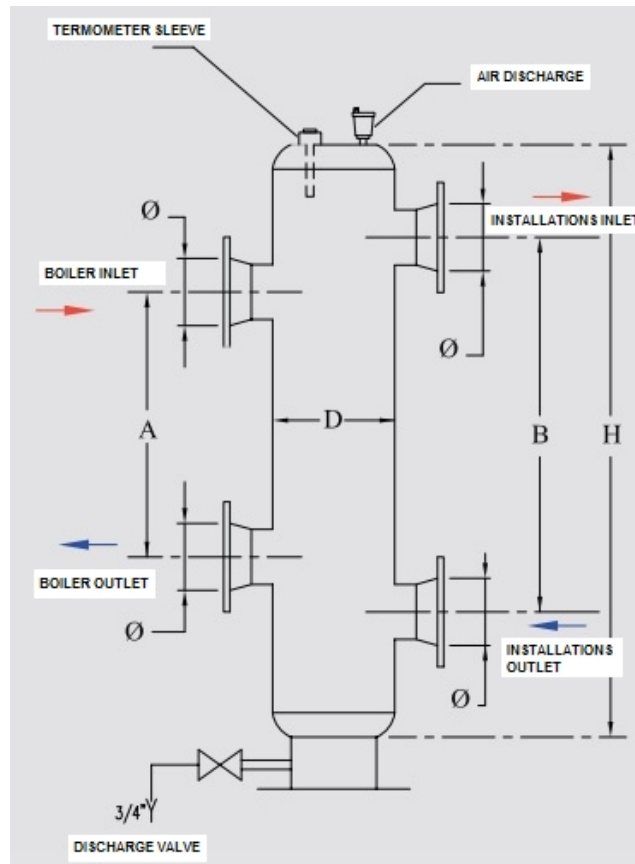 TERMOMETER SLEEVE
AIR DISCHARGE
Ø
INSTALLATIONS INLET
BOILER INLET
Ø
A
D
B
H
BOILER OUTLET
Ø
INSTALLATIONS
OUTLET
Ø
3/4"
DISCHARGE VALVE